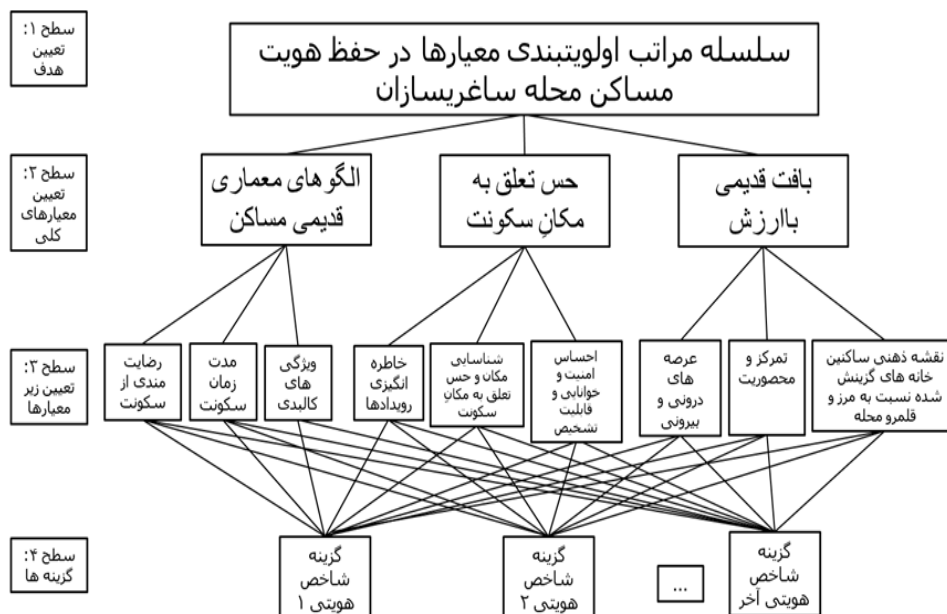 سطح ۱:
تعیین
هدف
سلسله مراتب اولویتبندی معیارها در حفظ هویت
مساکن محله ساغریسازان
سطح ۲:
تعیین
معیارهای
کلی
بافت قدیمی
باارزش
حس تعلق به
مکانِ سکونت
الگوهای معماری
قدیمی مساکن
سطح ۳:
تعیین زیر
معیارها
نقشه ذهنی ساکنین
خانه های گزینش
شده نسبت به مرز و
قلمرو محله
تمرکز و
محصوریت
عرصه
های
درونی و
بیرونی
احساس
امنیت و
خوانایی و
قابلیت
تشخیص
شناسایی
مکان و حس
تعلق به مکانِ
سکونت
خاطره
انگیزی
رویدادها
ویژگی
های
کالبدی
مدت
زمان
سکونت
رضایت
مندی از
سکونت
سطح ۴:
گزینه ها
گزینه
شاخص
هویتی آخر
...
گزینه
شاخص
هویتی ۲
گزینه
شاخص
هویتی ۱